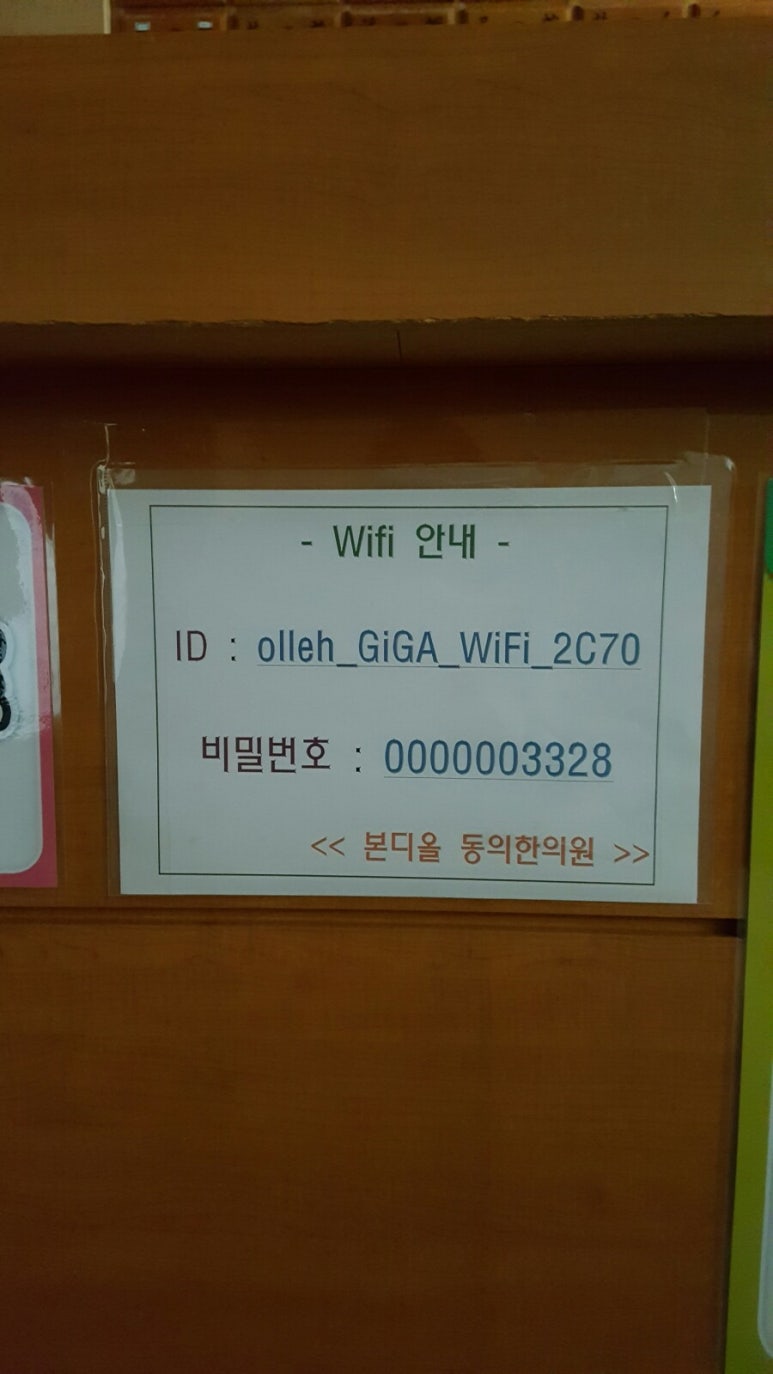 - Wifi 안내 -
ID : olleh_GiGA_WiFi_2C70
비밀번호 : 0000003328
<< 본디올 동의한의원 >>